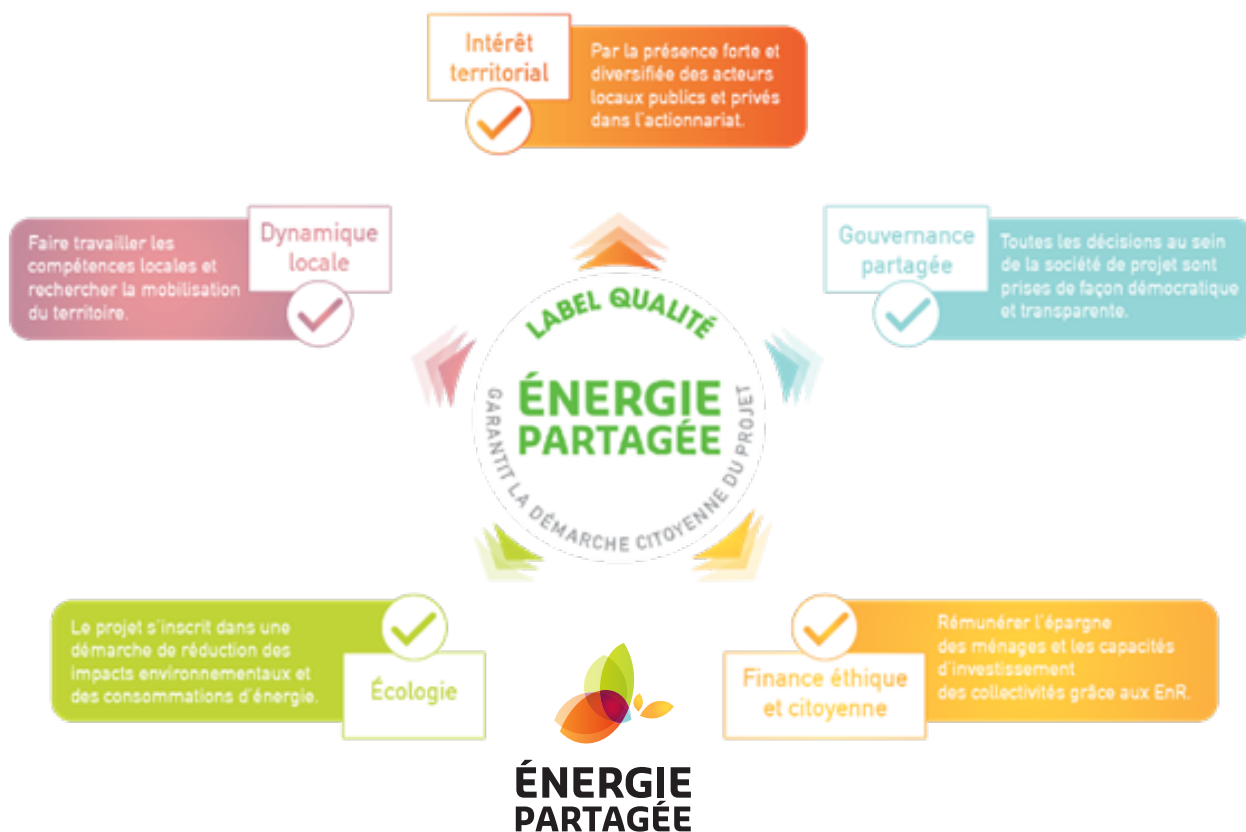 Intérêt
territorial
Par la présence forte et
diversifiée des acteurs
locaux publics et privés
dans l'actionnariat.
Faire travailler les
compétences locales et
rechercher la mobilisation
du territoire.
Dynamique
locale
Gouvernance
partagée
Toutes les décisions au sein
de la société de projet sont
prises de façon démocratique
et transparente.
LABEL QUALITÉ
ÉNERGIE
PARTAGÉE
GARANTIT LA DÉMARCHE CITOYENNE DU PROJET
Le projet s'inscrit dans une
démarche de réduction des
impacts environnementaux et
des consommations d'énergie.
Écologie
Finance éthique
et citoyenne
Rémunérer l'épargne
des ménages et les capacités
d'investissement
des collectivités grâce aux EnR.
ÉNERGIE
PARTAGÉE